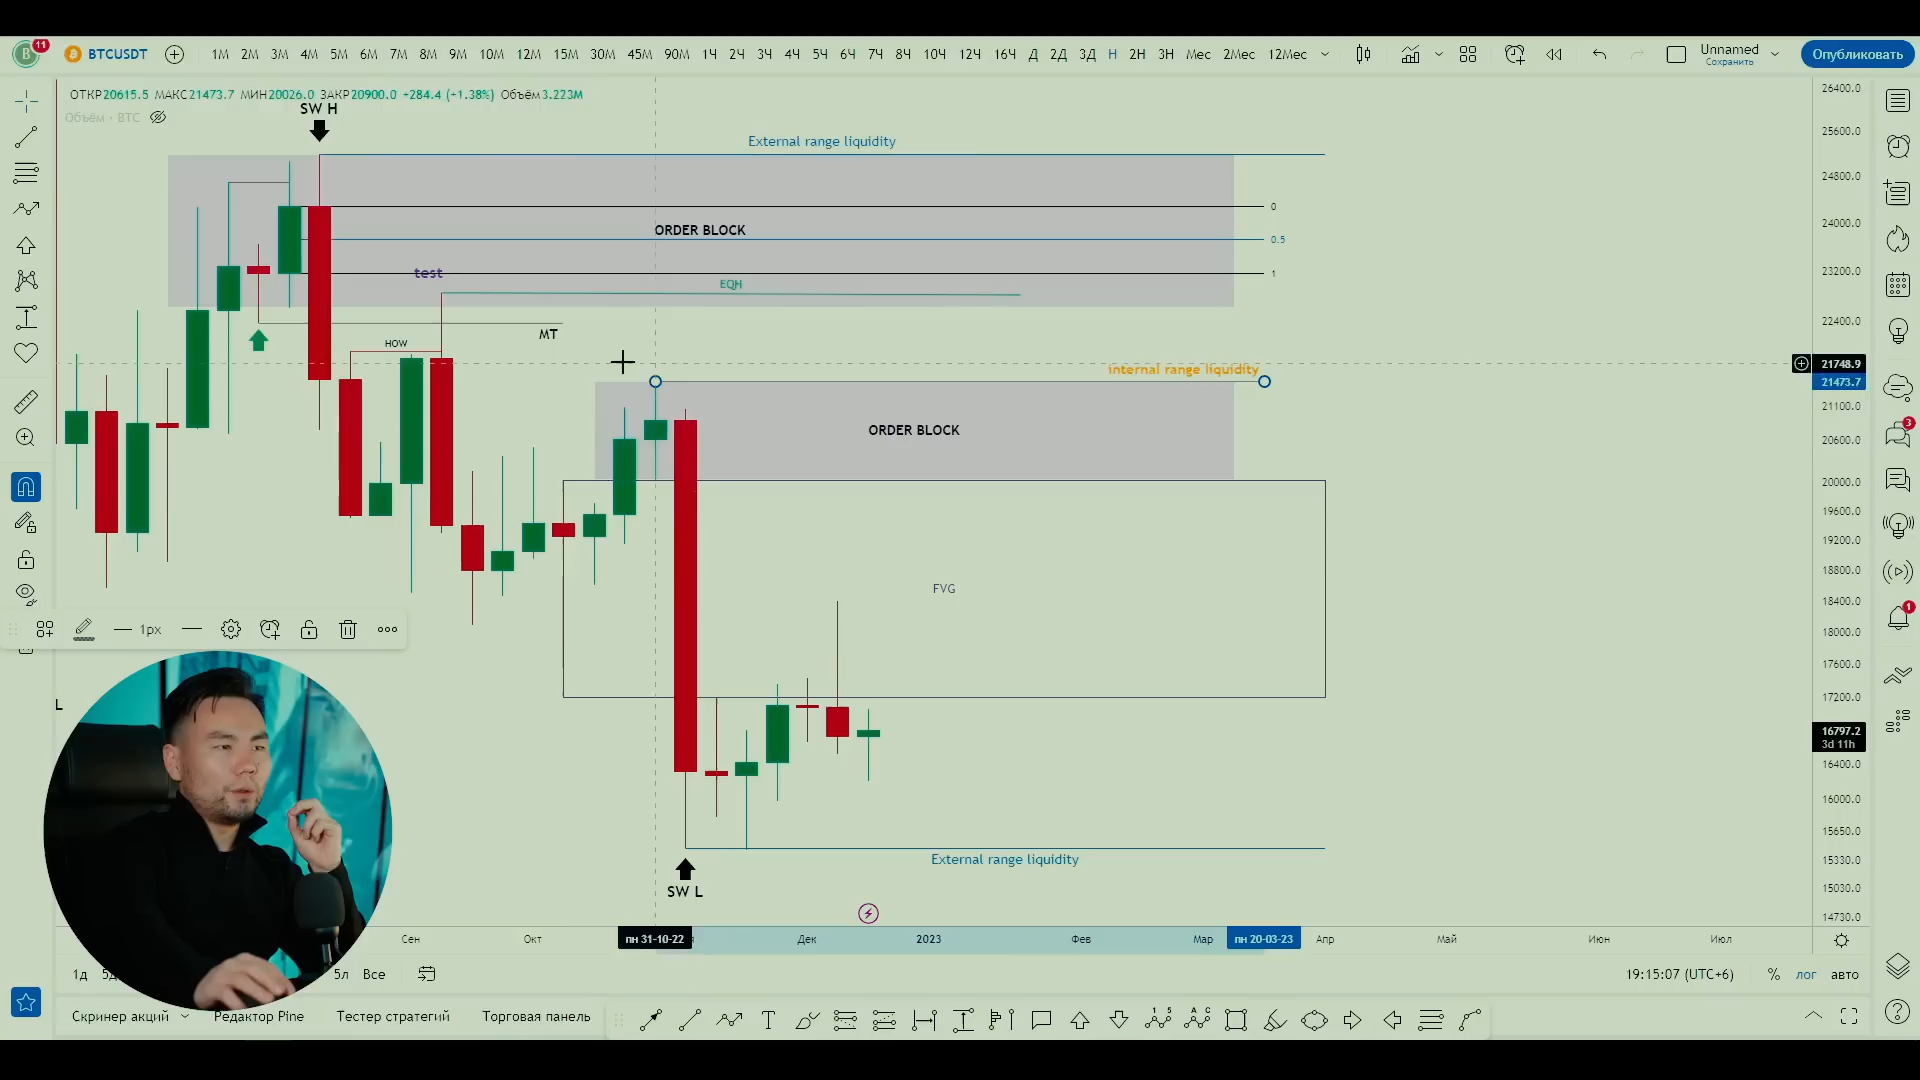 B 11 BTCUSDT 1М 2М 3М 4М 5М 6М 7М 8М 9М 10М 12М 15М 30М 45М 90М 1Ч 2Ч 3Ч 4Ч 5Ч 6Ч 7Ч 8Ч 10Ч 12Ч 16Ч Д 2Д 3Д Н 2Н 3Н Мес 2Мес 12Мес Unnamed Сохранить Опубликовать
ОТКР20615.5 МАКС21473.7 МИН20026.0 ЗАКР20900.0 +284.4 (+1.38%) Объём3.223M
Объём · BTC
SW H
External range liquidity
0
ORDER BLOCK
0.5
test
1
EQH
MT
HOW
internal range liquidity
ORDER BLOCK
FVG
1px
L
External range liquidity
SW L
26400.0
25600.0
24800.0
24000.0
23200.0
22400.0
21748.9
21473.7
21100.0
20600.0
20000.0
19600.0
19200.0
18800.0
18400.0
18000.0
17600.0
17200.0
16797.2
3d 11h
16400.0
16000.0
15650.0
15330.0
15030.0
14730.0
3
1
Сен Окт пн 31-10-22 Дек 2023 Фев Мар пн 20-03-23 Апр Май Июн Июл
1д 5л Все 19:15:07 (UTC+6) % лог авто
Скринер акций Редактор Pine Тестер стратегий Торговая панель